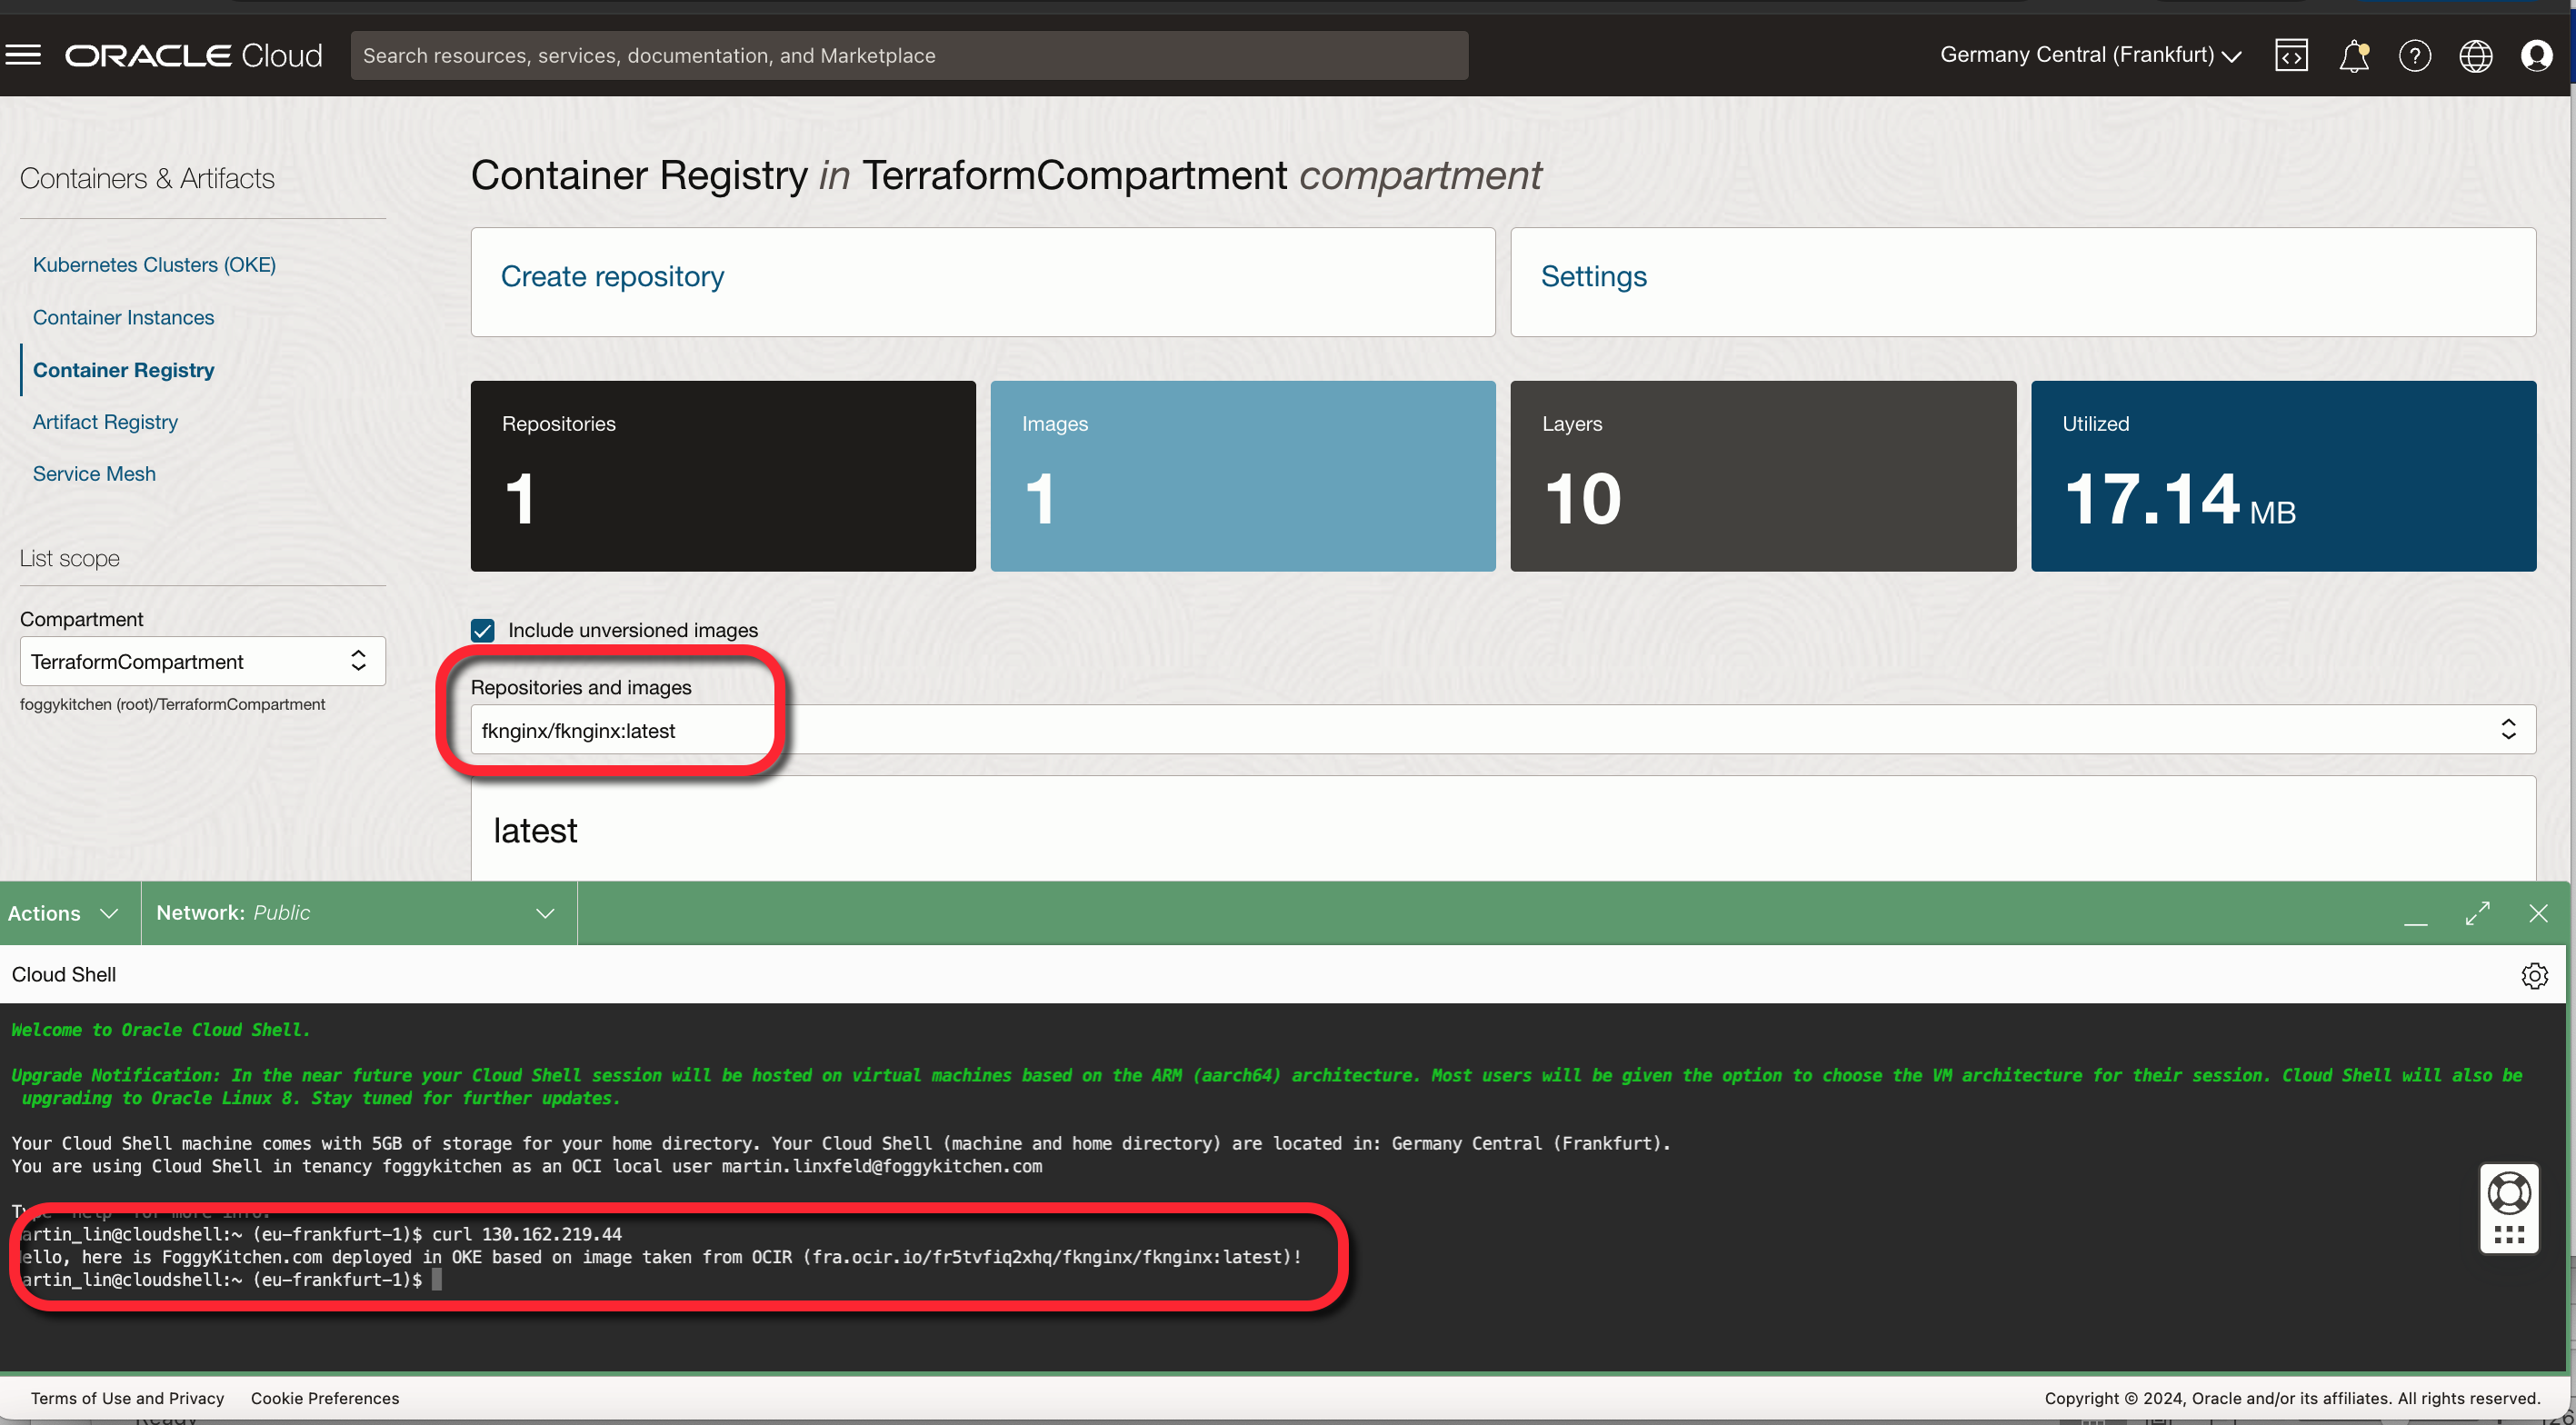 ORACLE Cloud
Search resources, services, documentation, and Marketplace
Germany Central (Frankfurt)
Containers & Artifacts
Kubernetes Clusters (OKE)
Container Instances
Container Registry
Artifact Registry
Service Mesh
List scope
Compartment
TerraformCompartment
foggykitchen (root)/TerraformCompartment
Container Registry in TerraformCompartment compartment
Create repository
Settings
Repositories
1
Images
1
Layers
10
Utilized
17.14 MB
Include unversioned images
Repositories and images
fknginx/fknginx:latest
latest
Actions
Network: Public
Cloud Shell
Welcome to Oracle Cloud Shell.
Upgrade Notification: In the near future your Cloud Shell session will be hosted on virtual machines based on the ARM (aarch64) architecture. Most users will be given the option to choose the VM architecture for their session. Cloud Shell will also be
upgrading to Oracle Linux 8. Stay tuned for further updates.
Your Cloud Shell machine comes with 5GB of storage for your home directory. Your Cloud Shell (machine and home directory) are located in: Germany Central (Frankfurt).
You are using Cloud Shell in tenancy foggykitchen as an OCI local user martin.linxfeld@foggykitchen.com
Type `help` for more info.
artin_lin@cloudshell:~ (eu-frankfurt-1)$ curl 130.162.219.44
ello, here is FoggyKitchen.com deployed in OKE based on image taken from OCIR (fra.ocir.io/fr5tvfiq2xhq/fknginx/fknginx:latest)!
artin_lin@cloudshell:~ (eu-frankfurt-1)$
Terms of Use and Privacy
Cookie Preferences
Copyright © 2024, Oracle and/or its affiliates. All rights reserved.